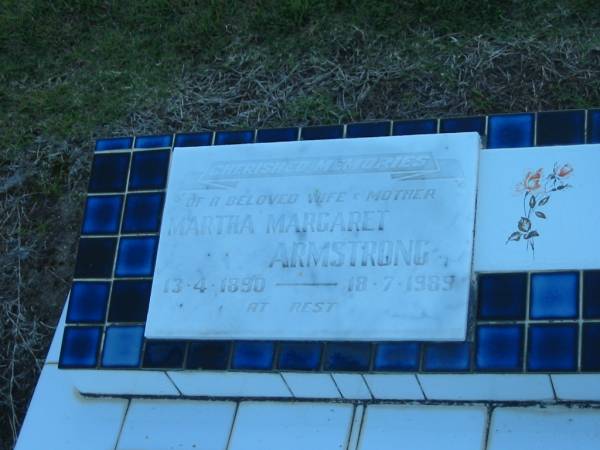 CHERISHED MEMORIES
OF A BELOVED WIFE & MOTHER
MARTHA MARGARET
ARMSTRONG
13·4·1890 — 18·7·1989
AT REST